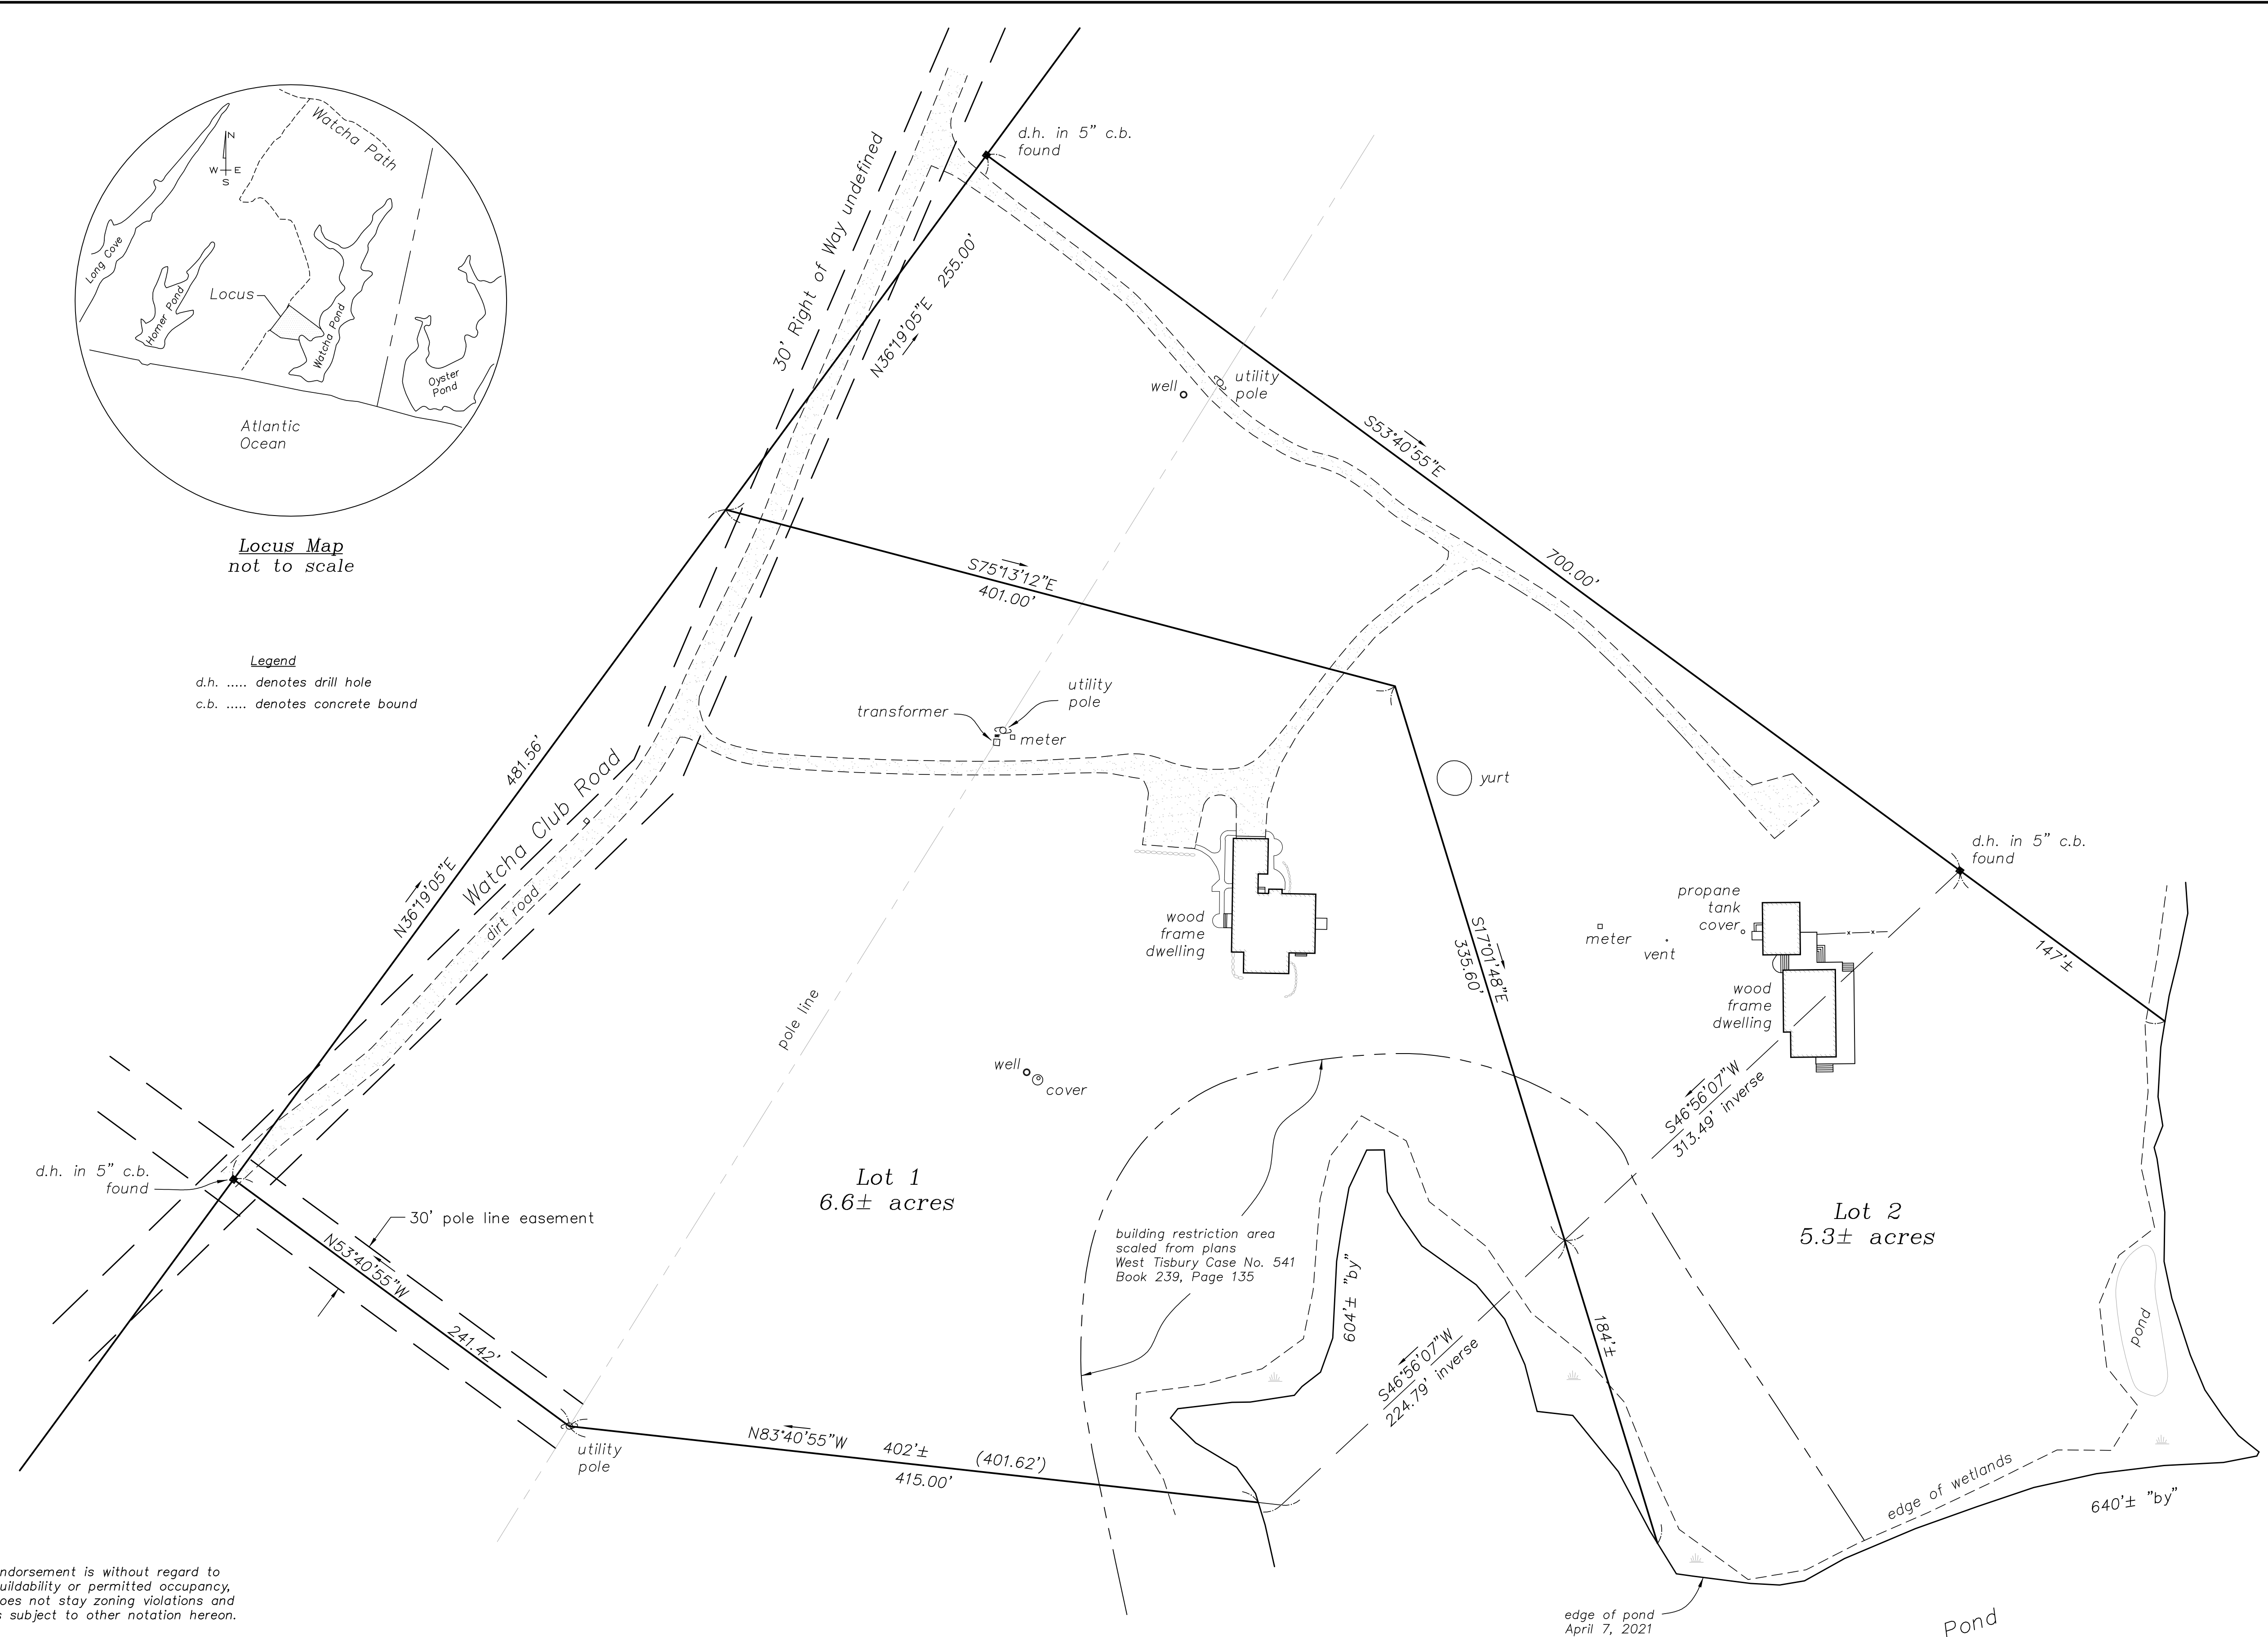 Watcha Path
N
W E
S
Long Cove
Homer Pond
Locus
Watcha Pond
Oyster
Pond
Atlantic
Ocean
Locus Map
not to scale
Legend
d.h. ..... denotes drill hole
c.b. ..... denotes concrete bound
30' Right of Way undefined
d.h. in 5" c.b.
found
N36°19'05"E 255.00'
well
utility
pole
S53°40'55"E
700.00'
S75°13'12"E
401.00'
transformer
utility
pole
meter
yurt
481.56'
N36°19'05"E
Watcha Club Road
dirt road
pole line
wood
frame
dwelling
S17°01'48"E
335.60'
meter
vent
propane
tank
cover
wood
frame
dwelling
d.h. in 5" c.b.
found
147'±
well
cover
S46°56'07"W
313.49' inverse
d.h. in 5" c.b.
found
30' pole line easement
N53°40'55"W
241.42'
Lot 1
6.6± acres
building restriction area
scaled from plans
West Tisbury Case No. 541
Book 239, Page 135
604'± "by"
S46°56'07"W
224.79' inverse
184'±
Lot 2
5.3± acres
pond
utility
pole
N83°40'55"W 402'± (401.62')
415.00'
edge of wetlands
640'± "by"
edge of pond
April 7, 2021
Pond
ndorsement is without regard to
uildability or permitted occupancy,
oes not stay zoning violations and
s subject to other notation hereon.